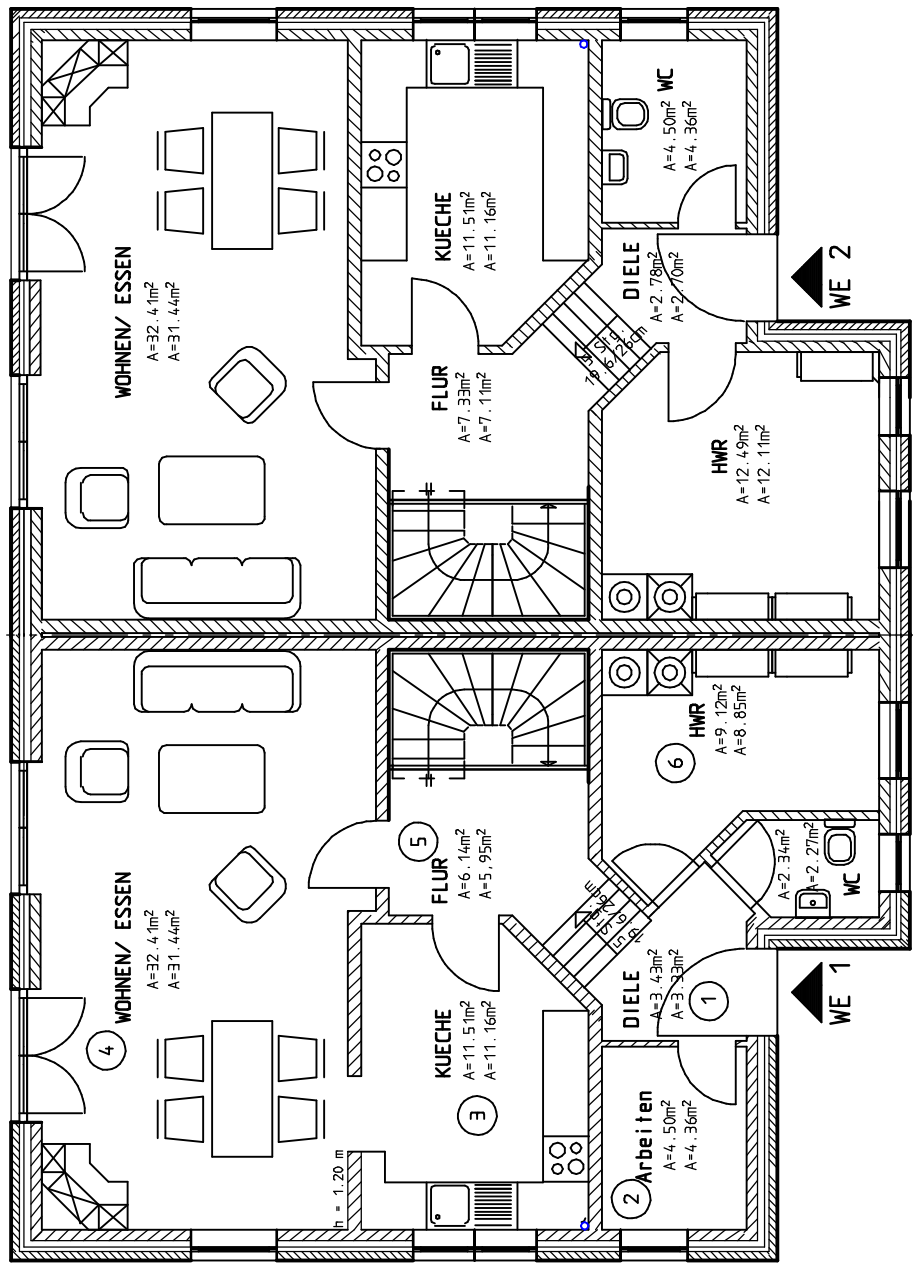 WOHNEN/ ESSEN
A=32.41m²
A=31.44m²
KUECHE
A=11.51m²
A=11.16m²
WC
A=4.50m²
A=4.36m²
DIELE
A=2.78m²
A=2.70m²
WE 2
FLUR
A=7.33m²
A=7.11m²
HWR
A=12.49m²
A=12.11m²
WOHNEN/ ESSEN
A=32.41m²
A=31.44m²
4
FLUR
A=6.14m²
A=5,95m²
5
5 Stg.
HWR
A=9.12m²
A=8.85m²
6
WC
A=2.34m²
A=2.27m²
KUECHE
A=11.51m²
A=11.16m²
3
DIELE
A=3.43m²
A=3.33m²
1
WE 1
Arbeiten
A=4.50m²
A=4.36m²
2
h = 1.20 m